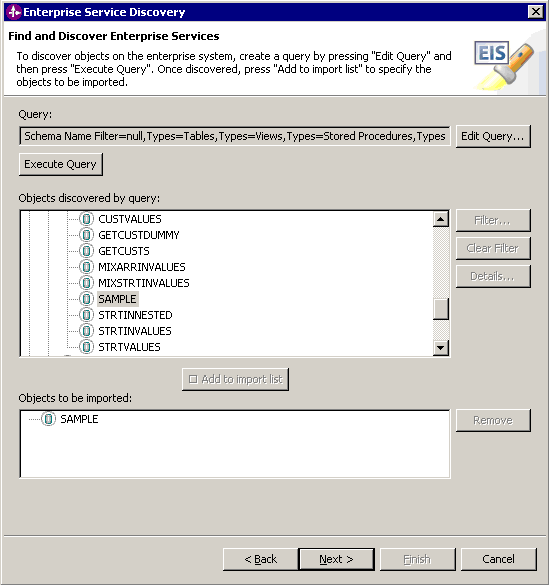 Enterprise Service Discovery
Find and Discover Enterprise Services
To discover objects on the enterprise system, create a query by pressing "Edit Query" and
then press "Execute Query". Once discovered, press "Add to import list" to specify the
objects to be imported.
EIS
Query:
Schema Name Filter=null,Types=Tables,Types=Views,Types=Stored Procedures,Types
Edit Query...
Execute Query
Objects discovered by query:
CUSTVALUES
GETCUSTDUMMY
GETCUSTS
MIXARRINVALUES
MIXSTRTINVALUES
SAMPLE
STRTINNESTED
STRTINVALUES
STRTVALUES
Filter...
Clear Filter
Details...
Add to import list
Objects to be imported:
SAMPLE
Remove
< Back
Next >
Finish
Cancel